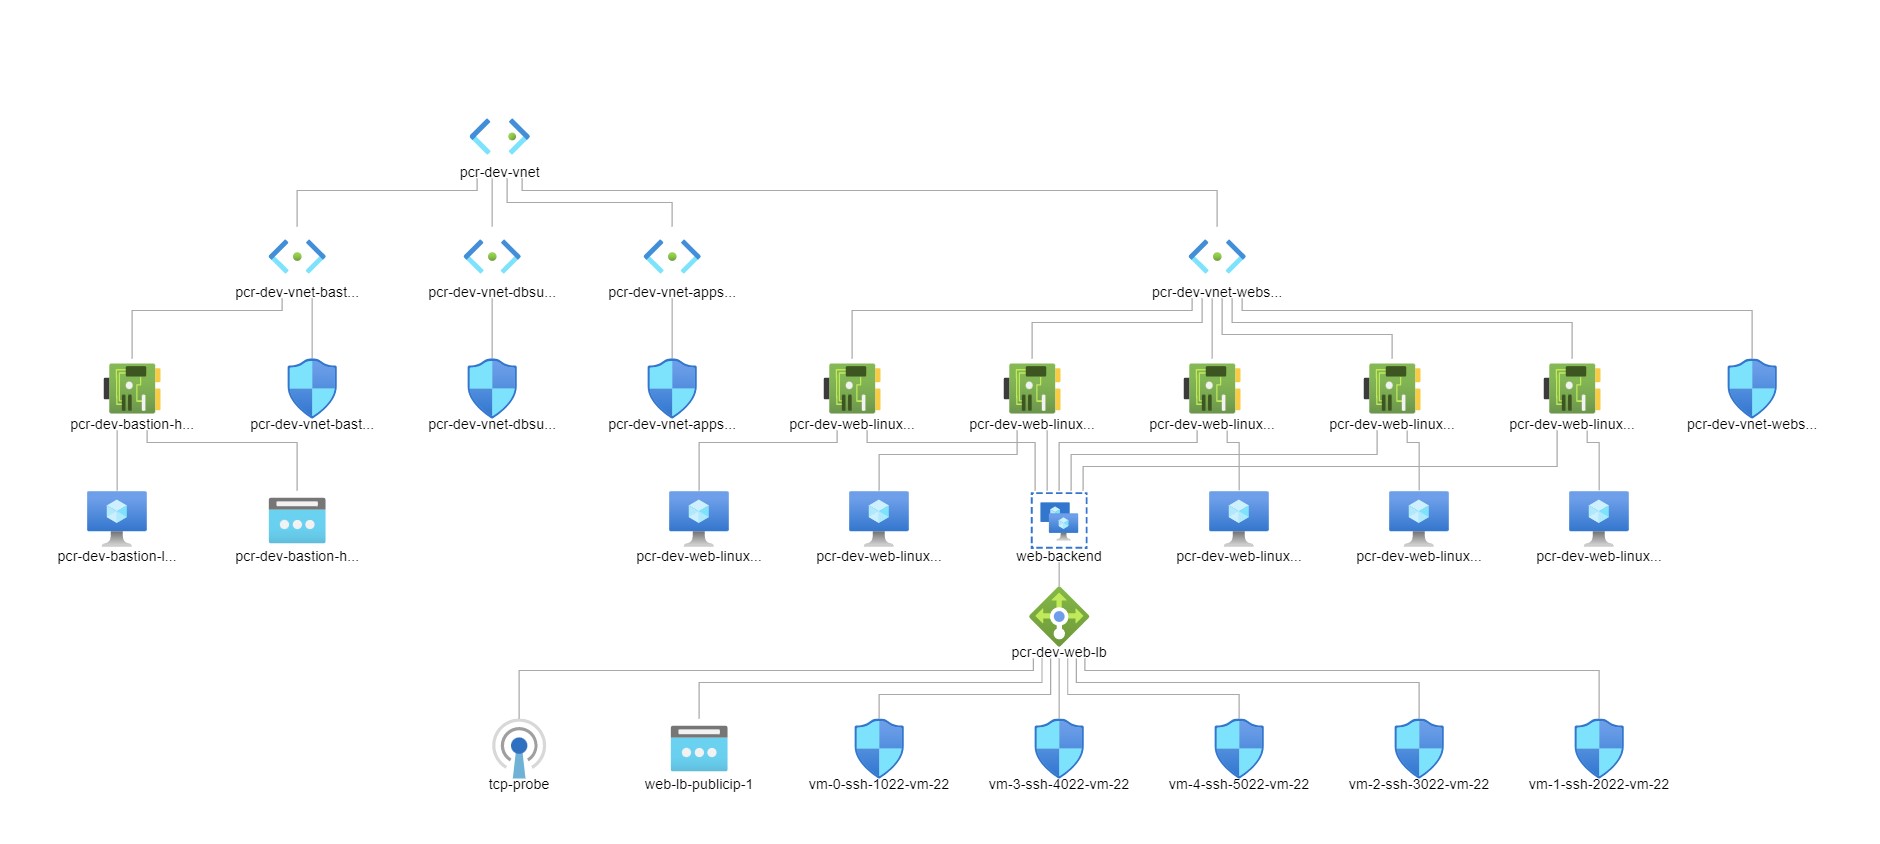 pcr-dev-vnet
pcr-dev-vnet-bast...
pcr-dev-vnet-dbsu...
pcr-dev-vnet-apps...
pcr-dev-vnet-webs...
pcr-dev-bastion-h...
pcr-dev-vnet-bast...
pcr-dev-vnet-dbsu...
pcr-dev-vnet-apps...
pcr-dev-web-linux...
pcr-dev-web-linux...
pcr-dev-web-linux...
pcr-dev-web-linux...
pcr-dev-web-linux...
pcr-dev-vnet-webs...
pcr-dev-bastion-l...
pcr-dev-bastion-h...
pcr-dev-web-linux...
pcr-dev-web-linux...
web-backend
pcr-dev-web-linux...
pcr-dev-web-linux...
pcr-dev-web-linux...
pcr-dev-web-lb
tcp-probe
web-lb-publicip-1
vm-0-ssh-1022-vm-22
vm-3-ssh-4022-vm-22
vm-4-ssh-5022-vm-22
vm-2-ssh-3022-vm-22
vm-1-ssh-2022-vm-22